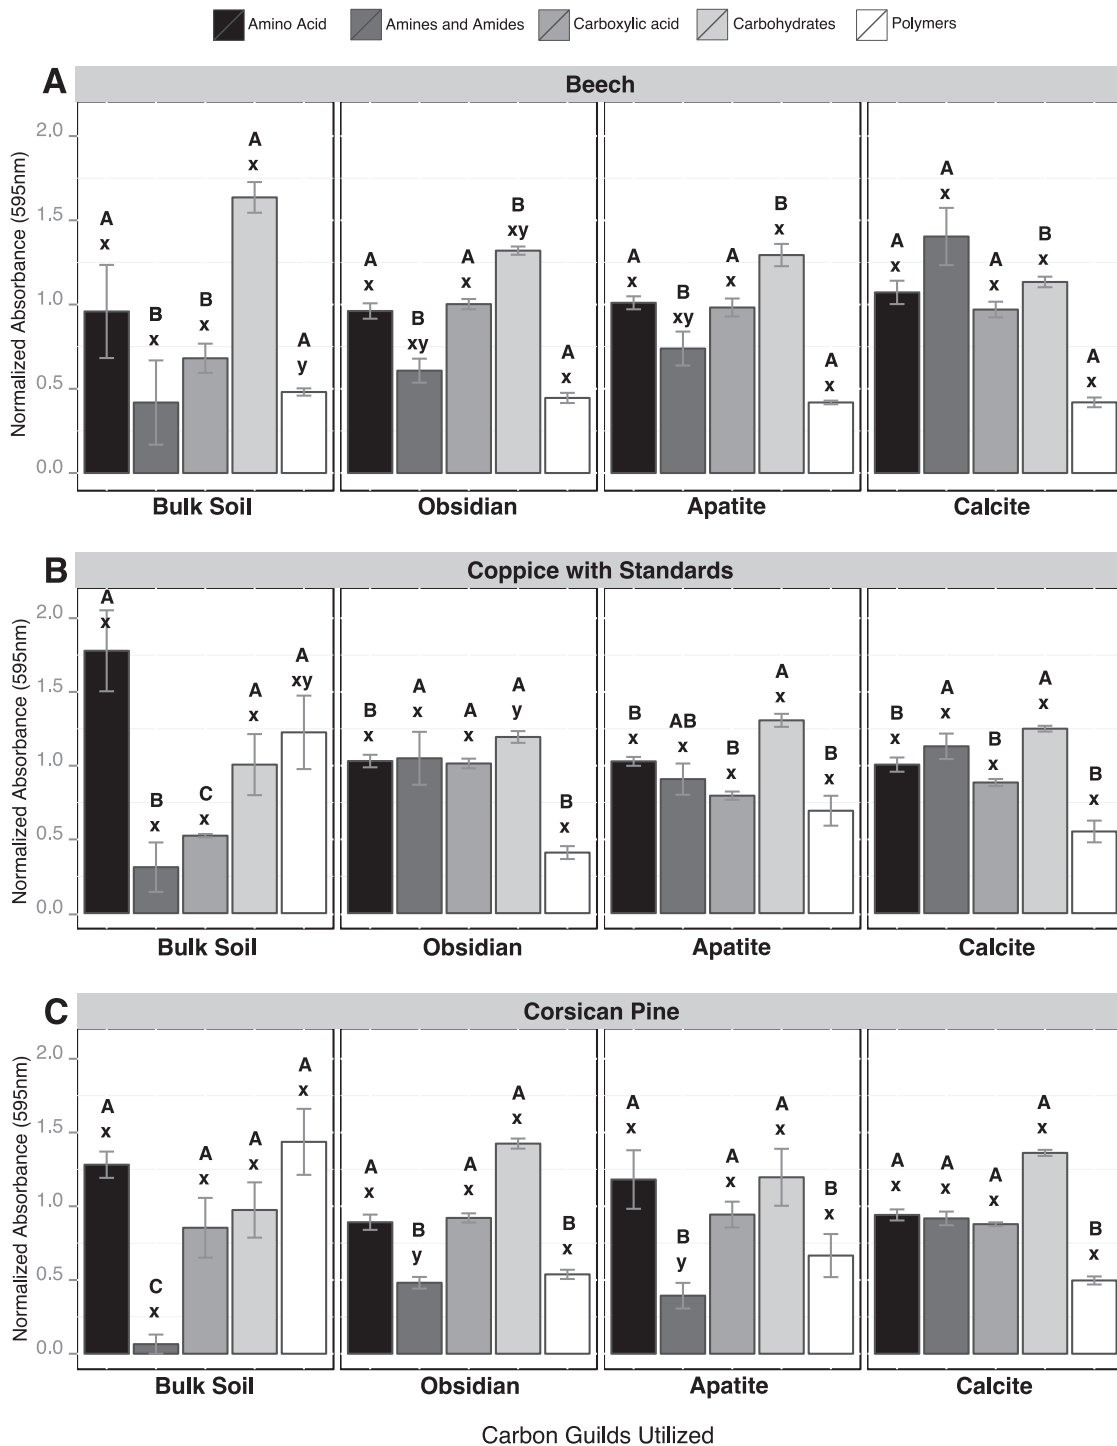 Amino Acid Amines and Amides Carboxylic acid Carbohydrates Polymers
A Beech
Normalized Absorbance (595nm)
2.0
1.5
1.0
0.5
0.0
A x B x B x A x A y
A x B xy A x B xy A x
A x B xy A x B x A x
A x A x A x B x A x
Bulk Soil Obsidian Apatite Calcite
B Coppice with Standards
Normalized Absorbance (595nm)
2.0
1.5
1.0
0.5
0.0
A x B x C x A x A xy
B x A x A x A y B x
B x AB x B x A x B x
B x A x B x A x B x
Bulk Soil Obsidian Apatite Calcite
C Corsican Pine
Normalized Absorbance (595nm)
2.0
1.5
1.0
0.5
0.0
A x C x A x A x A x
A x B y A x A x B x
A x B y A x A x B x
A x A x A x A x B x
Bulk Soil Obsidian Apatite Calcite
Carbon Guilds Utilized